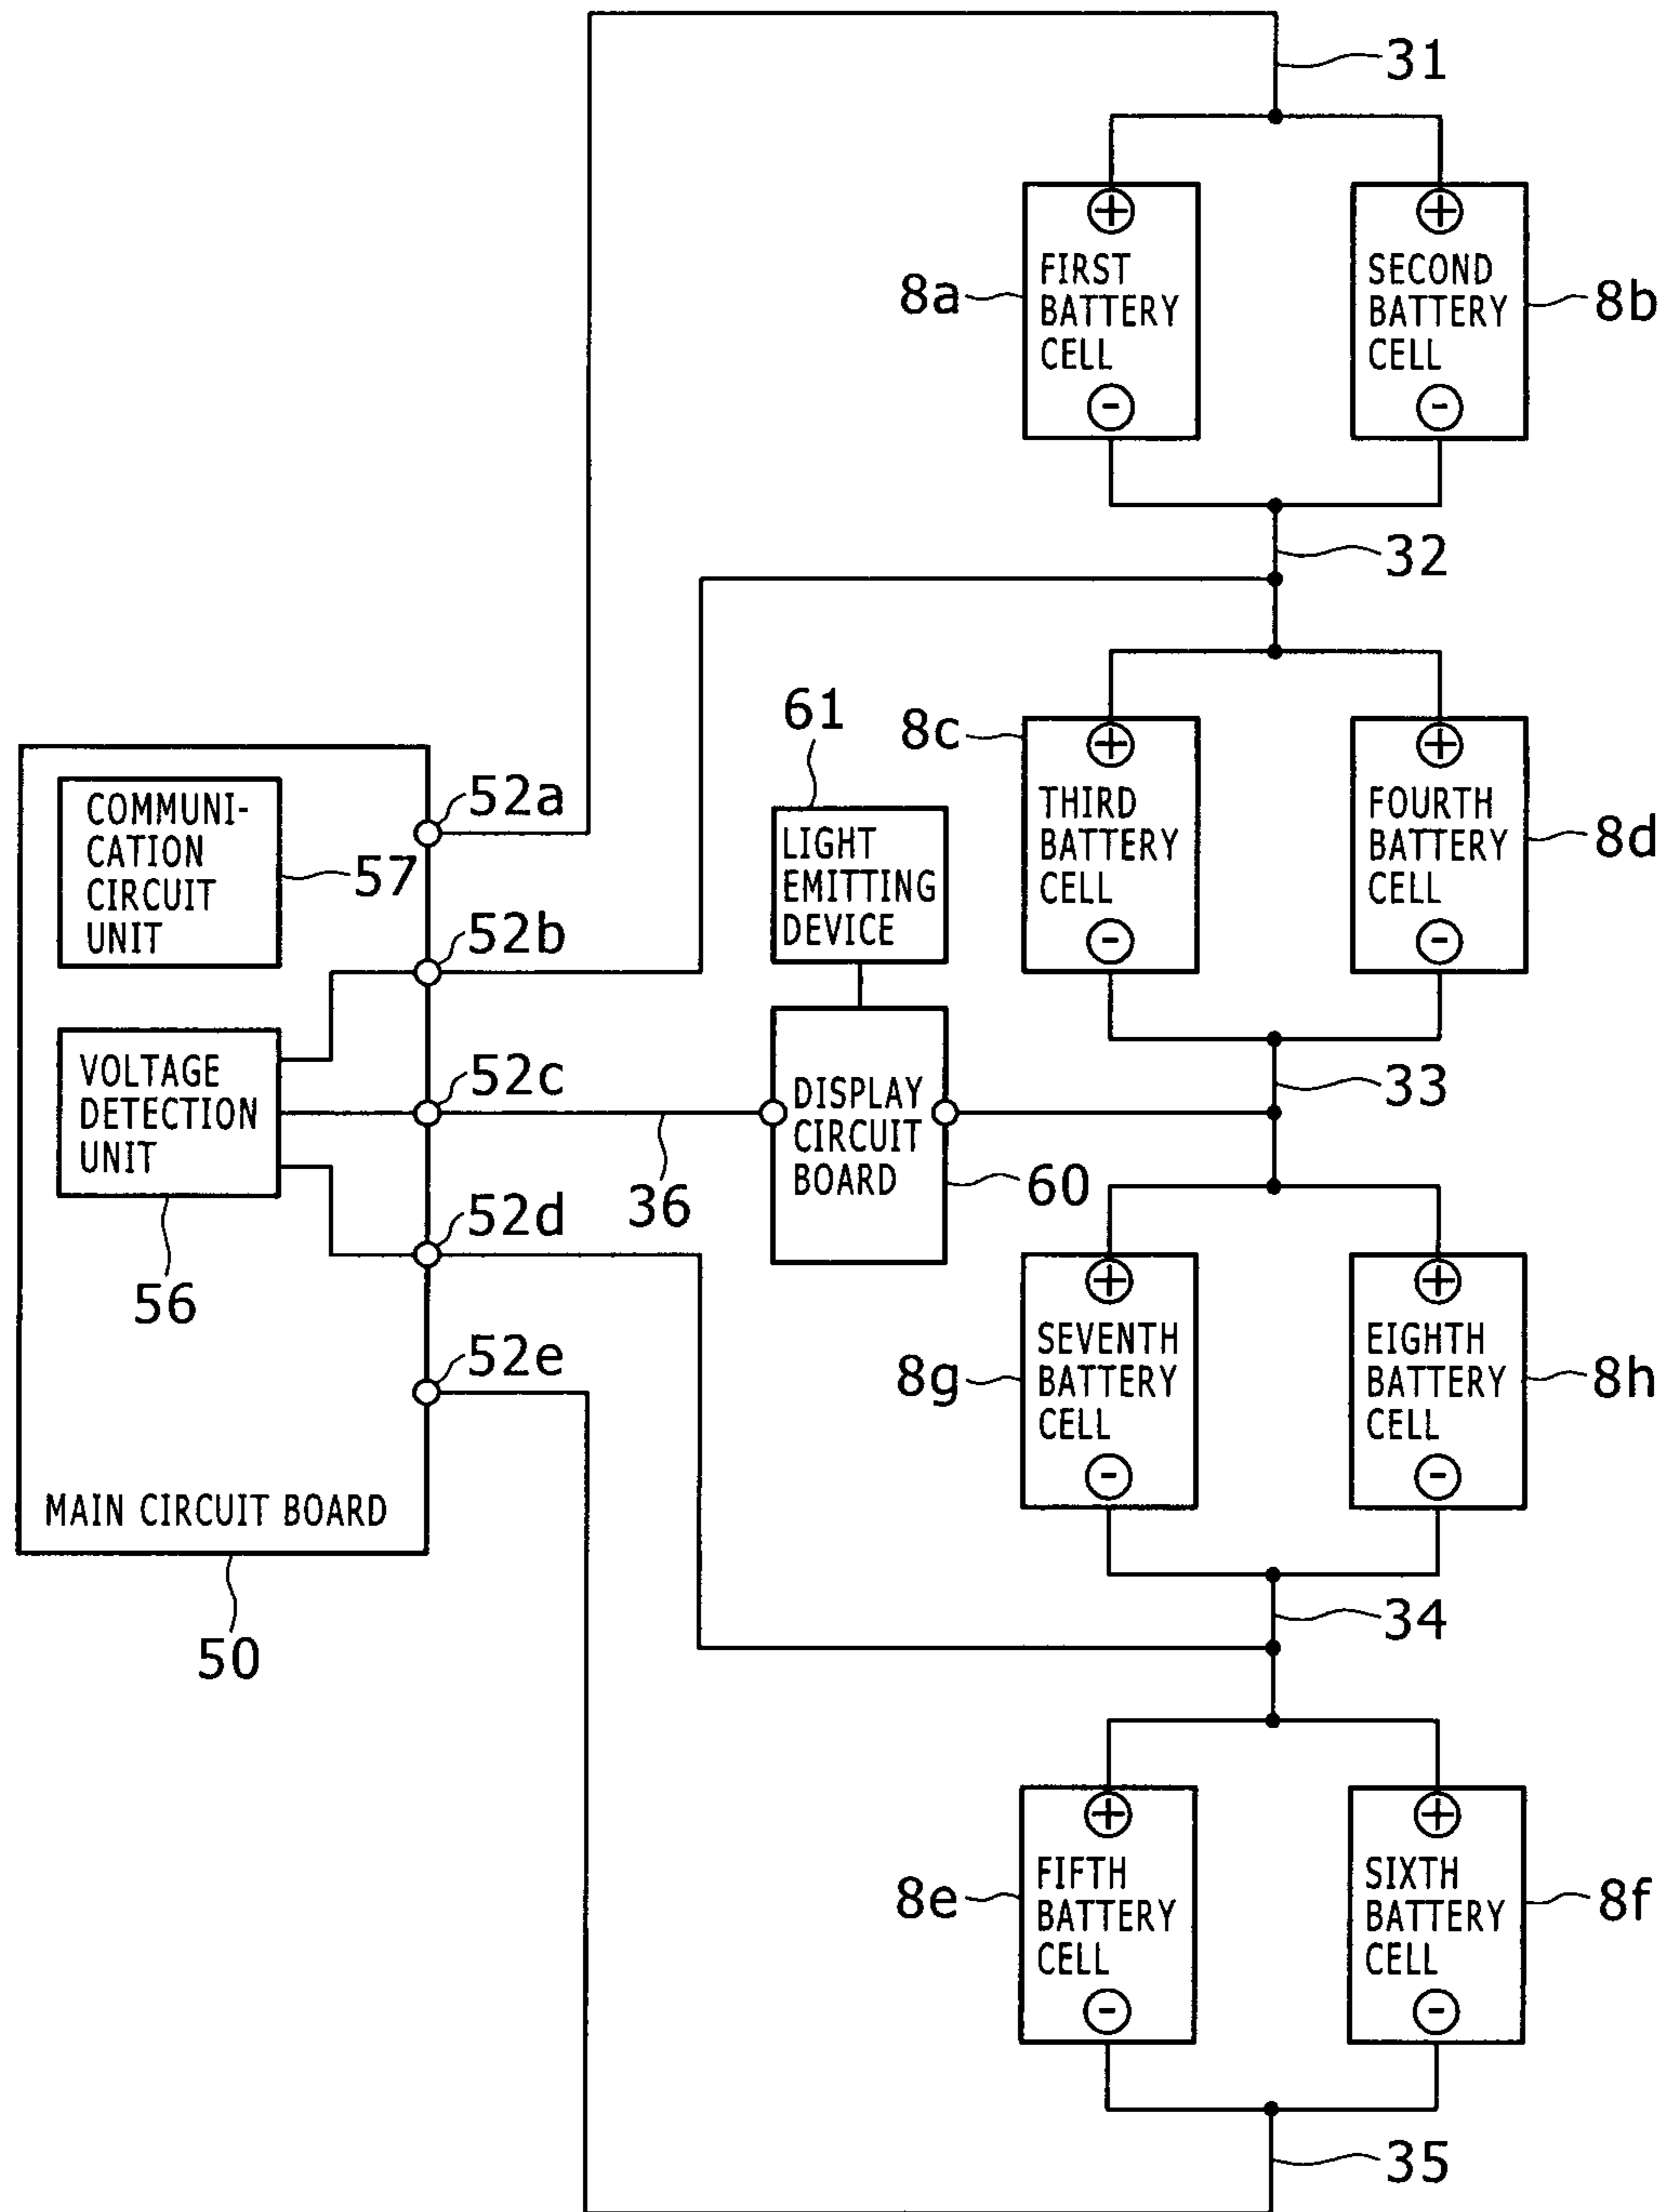 31
FIRST
BATTERY
CELL
8a
SECOND
BATTERY
CELL
8b
32
61
LIGHT
EMITTING
DEVICE
8c
THIRD
BATTERY
CELL
FOURTH
BATTERY
CELL
8d
COMMUNI-
CATION
CIRCUIT
UNIT
57
52a
52b
VOLTAGE
DETECTION
UNIT
56
52c
36
DISPLAY
CIRCUIT
BOARD
60
33
52d
52e
8g
SEVENTH
BATTERY
CELL
EIGHTH
BATTERY
CELL
8h
MAIN CIRCUIT BOARD
50
34
8e
FIFTH
BATTERY
CELL
SIXTH
BATTERY
CELL
8f
35